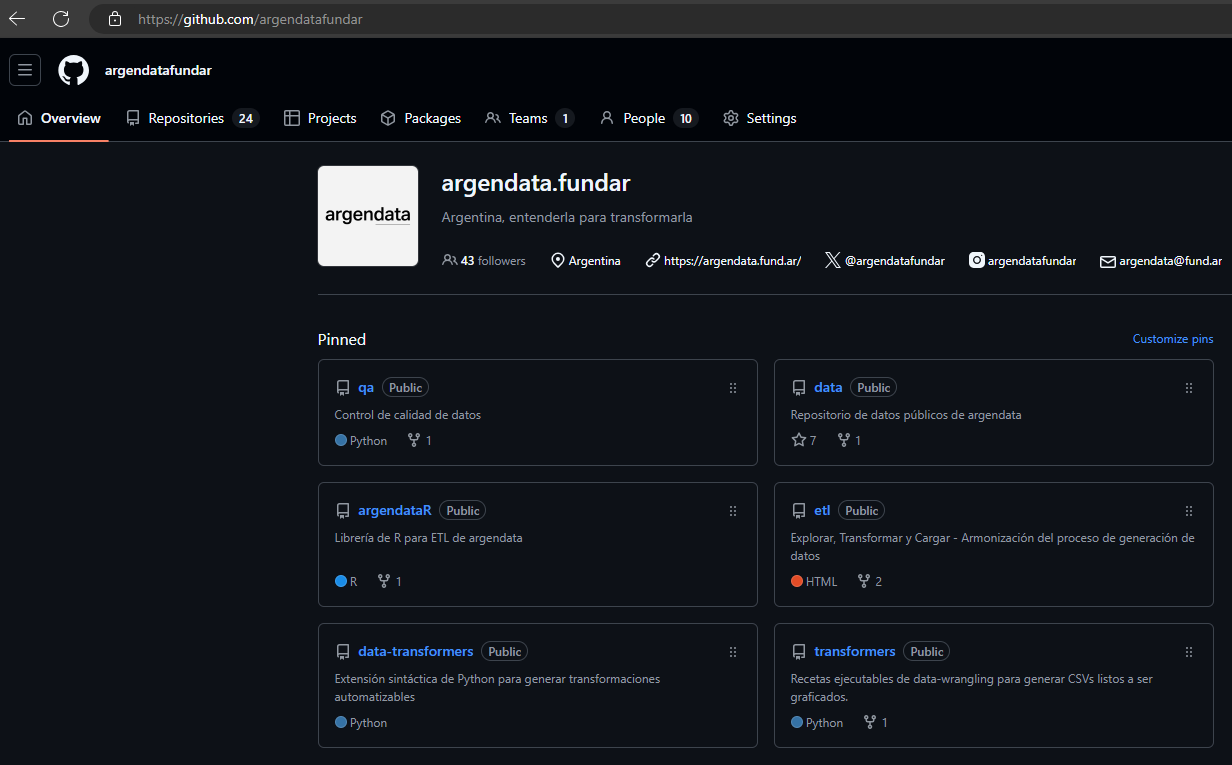 https://github.com/argendatafundar
argendatafundar
Overview Repositories 24 Projects Packages Teams 1 People 10 Settings
argendata
argendata.fundar
Argentina, entenderla para transformarla
43 followers Argentina https://argendata.fund.ar/ @argendatafundar argendatafundar argendata@fund.ar
Pinned Customize pins
qa Public
Control de calidad de datos
Python 1
data Public
Repositorio de datos públicos de argendata
7 1
argendataR Public
Librería de R para ETL de argendata
R 1
etl Public
Explorar, Transformar y Cargar - Armonización del proceso de generación de
datos
HTML 2
data-transformers Public
Extensión sintáctica de Python para generar transformaciones
automatizables
Python
transformers Public
Recetas ejecutables de data-wrangling para generar CSVs listos a ser
graficados.
Python 1